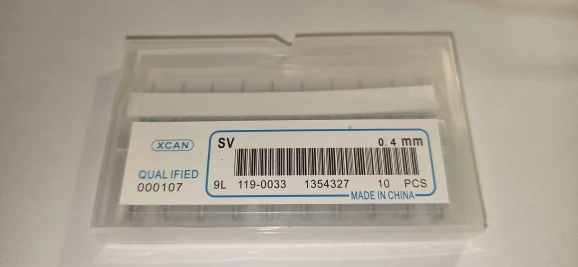 XCAN
QUALIFIED
000107
SV 0.4 mm
9L 119-0033 1354327 10 PCS
MADE IN CHINA